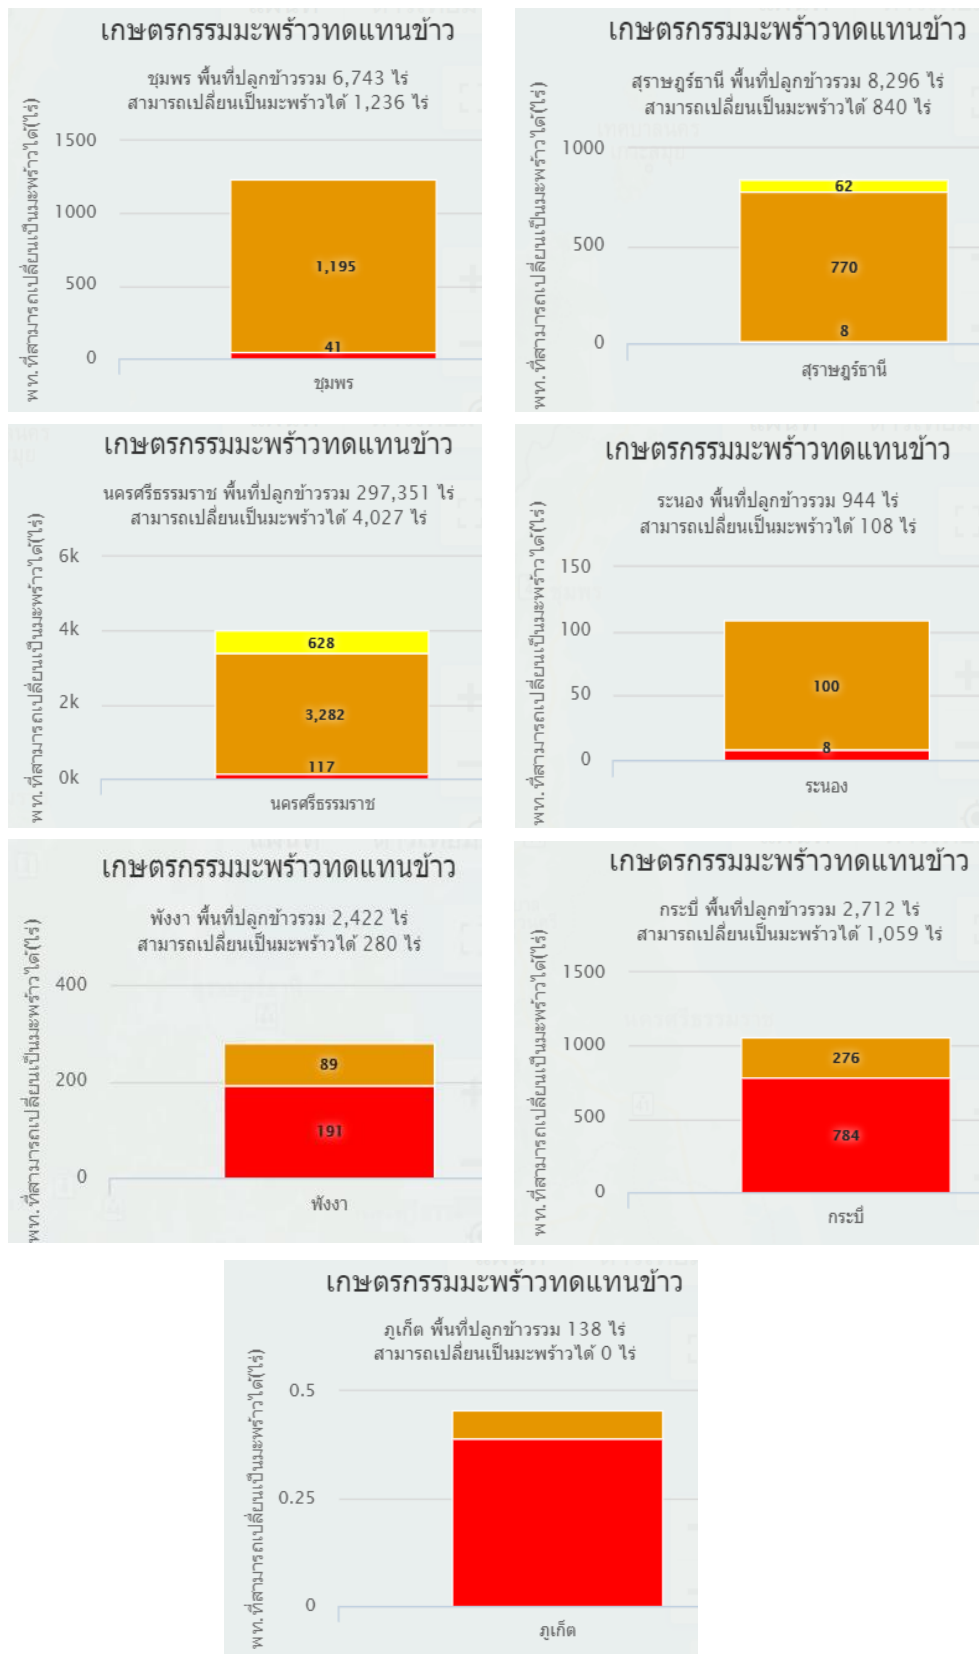 เกษตรกรรมมะพร้าวทดแทนข้าว
ชุมพร พื้นที่ปลูกข้าวรวม 6,743 ไร่
สามารถเปลี่ยนเป็นมะพร้าวได้ 1,236 ไร่
พท.ที่สามารถเปลี่ยนเป็นมะพร้าวได้(ไร่)
1500
1000
500
0
1,195
41
ชุมพร
เกษตรกรรมมะพร้าวทดแทนข้าว
สุราษฎร์ธานี พื้นที่ปลูกข้าวรวม 8,296 ไร่
สามารถเปลี่ยนเป็นมะพร้าวได้ 840 ไร่
พท.ที่สามารถเปลี่ยนเป็นมะพร้าวได้(ไร่)
1000
500
0
62
770
8
สุราษฎร์ธานี
เกษตรกรรมมะพร้าวทดแทนข้าว
นครศรีธรรมราช พื้นที่ปลูกข้าวรวม 297,351 ไร่
สามารถเปลี่ยนเป็นมะพร้าวได้ 4,027 ไร่
พท.ที่สามารถเปลี่ยนเป็นมะพร้าวได้(ไร่)
6k
4k
2k
0k
628
3,282
117
นครศรีธรรมราช
เกษตรกรรมมะพร้าวทดแทนข้าว
ระนอง พื้นที่ปลูกข้าวรวม 944 ไร่
สามารถเปลี่ยนเป็นมะพร้าวได้ 108 ไร่
พท.ที่สามารถเปลี่ยนเป็นมะพร้าวได้(ไร่)
150
100
50
0
100
8
ระนอง
เกษตรกรรมมะพร้าวทดแทนข้าว
พังงา พื้นที่ปลูกข้าวรวม 2,422 ไร่
สามารถเปลี่ยนเป็นมะพร้าวได้ 280 ไร่
พท.ที่สามารถเปลี่ยนเป็นมะพร้าวได้(ไร่)
400
200
0
89
191
พังงา
เกษตรกรรมมะพร้าวทดแทนข้าว
กระบี่ พื้นที่ปลูกข้าวรวม 2,712 ไร่
สามารถเปลี่ยนเป็นมะพร้าวได้ 1,059 ไร่
พท.ที่สามารถเปลี่ยนเป็นมะพร้าวได้(ไร่)
1500
1000
500
0
276
784
กระบี่
เกษตรกรรมมะพร้าวทดแทนข้าว
ภูเก็ต พื้นที่ปลูกข้าวรวม 138 ไร่
สามารถเปลี่ยนเป็นมะพร้าวได้ 0 ไร่
พท.ที่สามารถเปลี่ยนเป็นมะพร้าวได้(ไร่)
0.5
0.25
0
ภูเก็ต